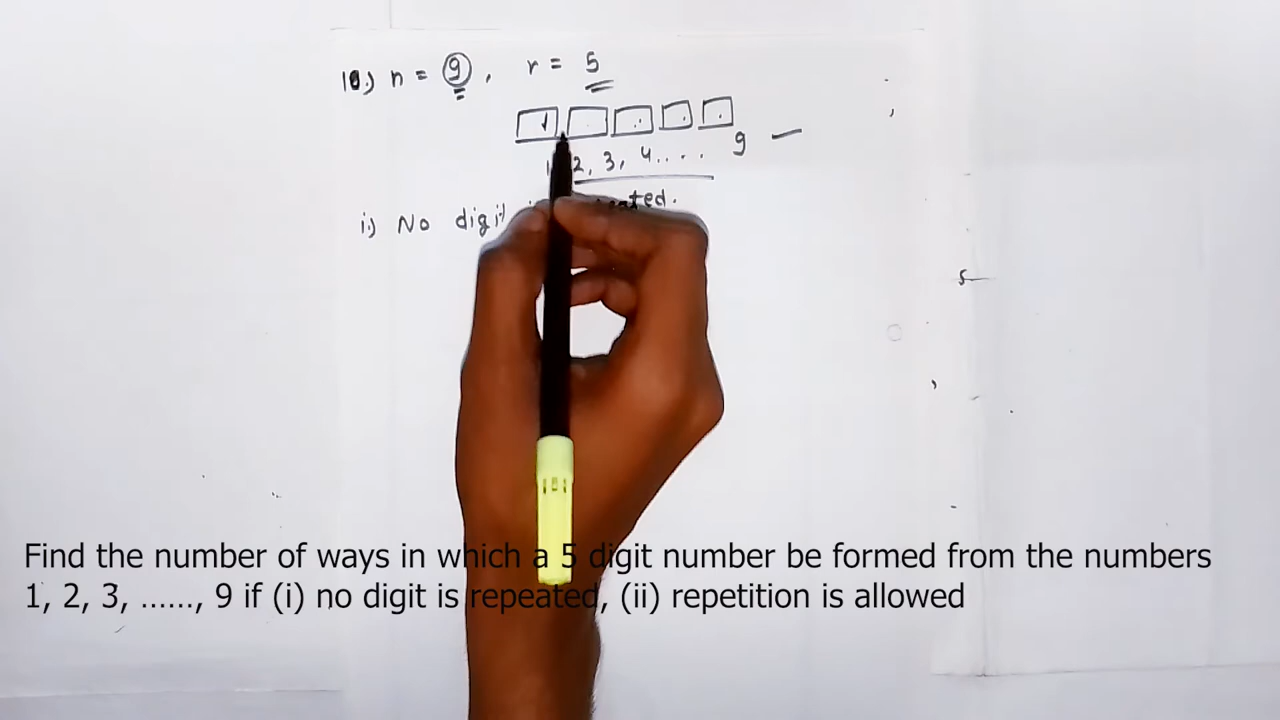 10.) n = 9, r = 5
2, 3, 4.... 9
i.) No digit
Find the number of ways in which a 5 digit number be formed from the numbers
1, 2, 3, ......, 9 if (i) no digit is repeated, (ii) repetition is allowed